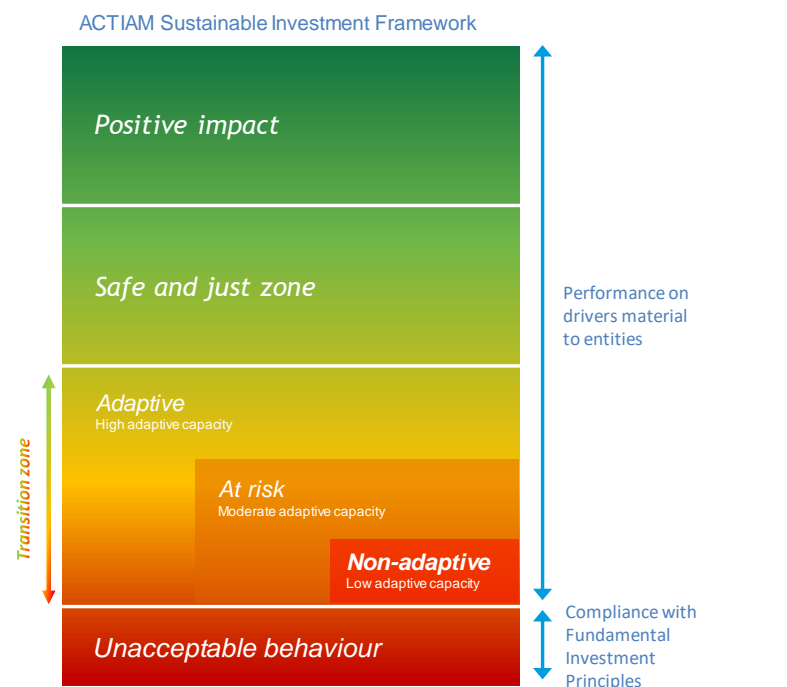 ACTIAM Sustainable Investment Framework
Positive impact
Safe and just zone
Performance on
drivers material
to entities
Transition zone
Adaptive
High adaptive capacity
At risk
Moderate adaptive capacity
Non-adaptive
Low adaptive capacity
Unacceptable behaviour
Compliance with
Fundamental
Investment
Principles